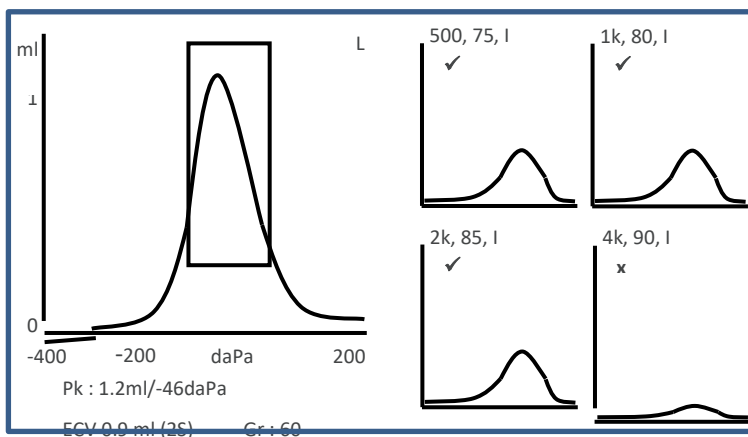 ml
L
0
-400 -200 daPa 200
Pk : 1.2ml/-46daPa
ECV 0.9 ml (2S) Gr : 60
500, 75, I
✓
1k, 80, I
✓
2k, 85, I
✓
4k, 90, I
x